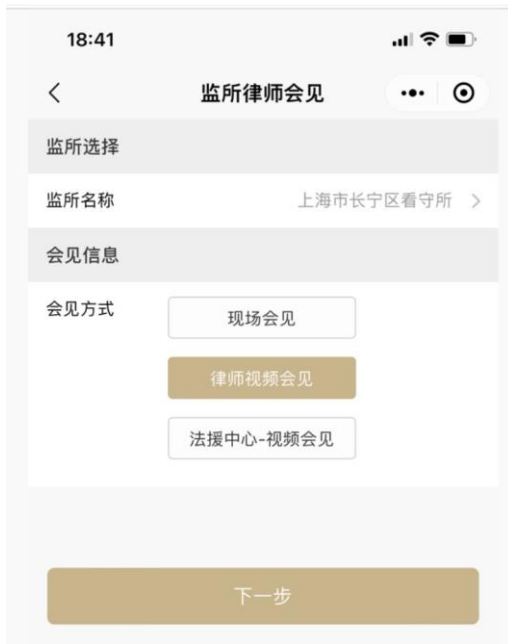 18:41
监所律师会见
监所选择
监所名称 上海市长宁区看守所
会见信息
会见方式 现场会见
律师视频会见
法援中心-视频会见
下一步